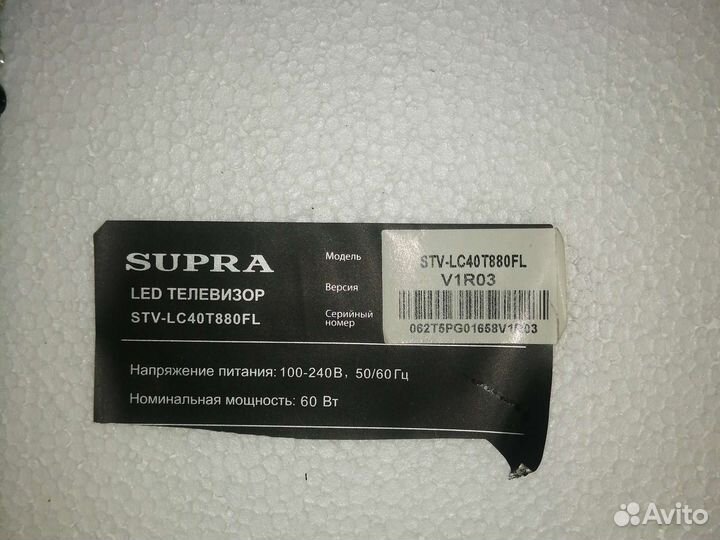 SUPRA
LED ТЕЛЕВИЗОР
STV-LC40T880FL
Модель
Версия
Серийный
номер
STV-LC40T880FL
V1R03
062T5PG01658V1R03
Напряжение питания: 100-240В, 50/60 Гц
Номинальная мощность: 60 Вт
Avito